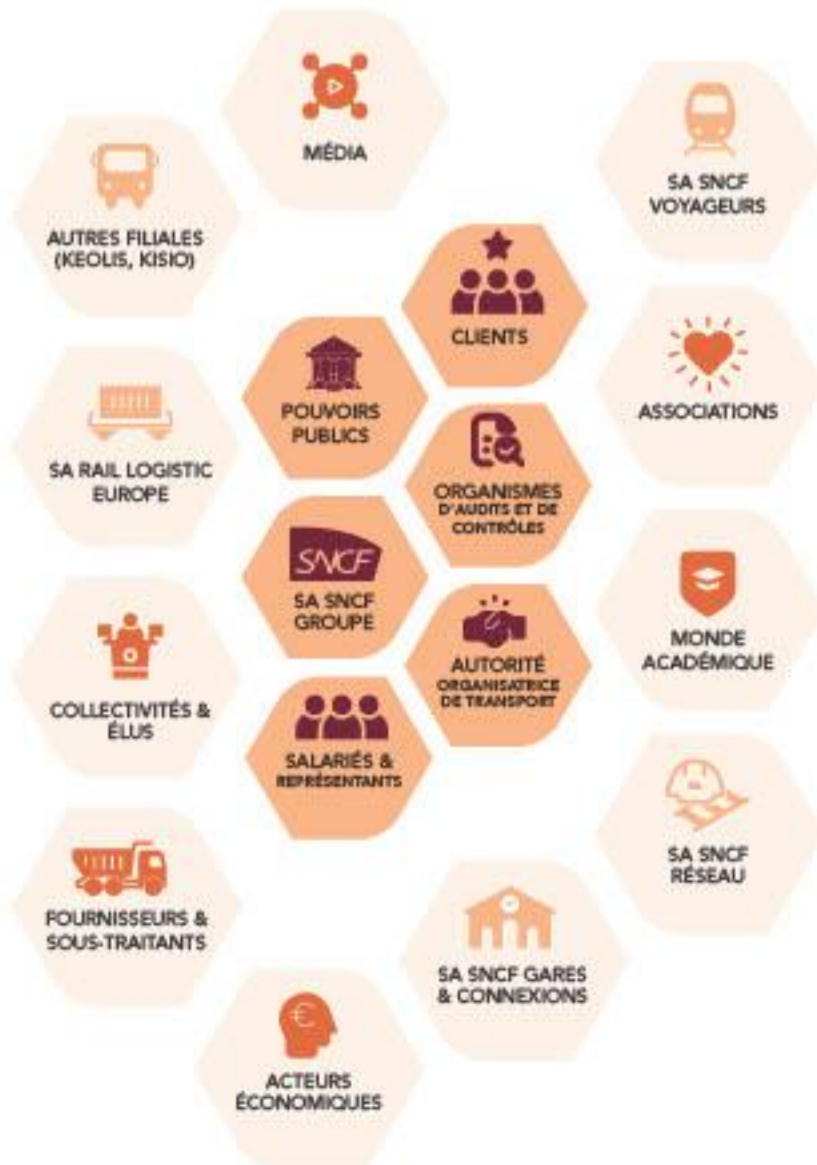 MÉDIA
SA SNCF
VOYAGEURS
AUTRES FILIALES
(KEOLIS, KISIO)
CLIENTS
POUVOIRS
PUBLICS
ASSOCIATIONS
SA RAIL LOGISTIC
EUROPE
ORGANISMES
D'AUDITS ET DE
CONTRÔLES
SNCF
SA SNCF
GROUPE
MONDE
ACADÉMIQUE
AUTORITÉ
ORGANISATRICE
DE TRANSPORT
COLLECTIVITÉS &
ÉLUS
SALARIÉS &
REPRÉSENTANTS
SA SNCF
RÉSEAU
FOURNISSEURS &
SOUS-TRAITANTS
SA SNCF GARES
& CONNEXIONS
€
ACTEURS
ÉCONOMIQUES